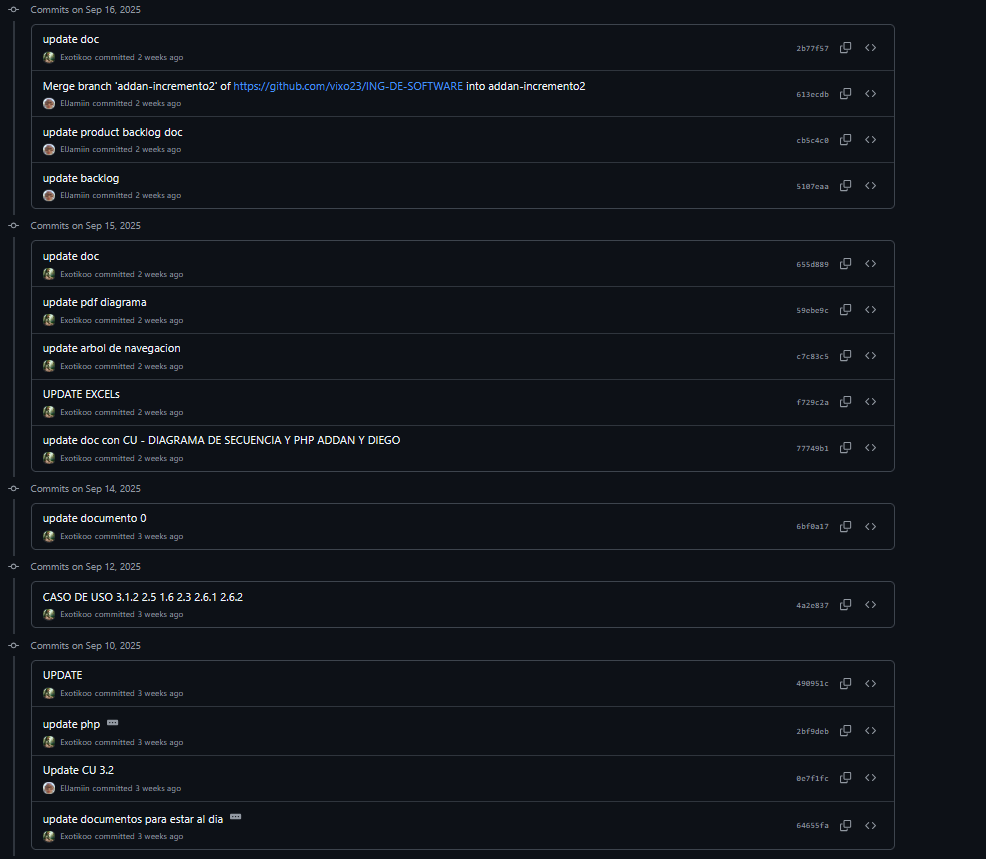 Commits on Sep 16, 2025
update doc
2b77f57
Exotikoo committed 2 weeks ago
Merge branch 'addan-incremento2' of https://github.com/vixo23/ING-DE-SOFTWARE into addan-incremento2
613ecdb
ElJamiin committed 2 weeks ago
update product backlog doc
cb5c4c0
ElJamiin committed 2 weeks ago
update backlog
5107eaa
ElJamiin committed 2 weeks ago
Commits on Sep 15, 2025
update doc
655d889
Exotikoo committed 2 weeks ago
update pdf diagrama
59ebe9c
Exotikoo committed 2 weeks ago
update arbol de navegacion
c7c83c5
Exotikoo committed 2 weeks ago
UPDATE EXCELs
f729c2a
Exotikoo committed 2 weeks ago
update doc con CU - DIAGRAMA DE SECUENCIA Y PHP ADDAN Y DIEGO
77749b1
Exotikoo committed 2 weeks ago
Commits on Sep 14, 2025
update documento 0
6bf0a17
Exotikoo committed 3 weeks ago
Commits on Sep 12, 2025
CASO DE USO 3.1.2 2.5 1.6 2.3 2.6.1 2.6.2
4a2e837
Exotikoo committed 3 weeks ago
Commits on Sep 10, 2025
UPDATE
490951c
Exotikoo committed 3 weeks ago
update php
2bf9deb
Exotikoo committed 3 weeks ago
Update CU 3.2
0e7f1fc
ElJamiin committed 3 weeks ago
update documentos para estar al dia
64655fa
Exotikoo committed 3 weeks ago